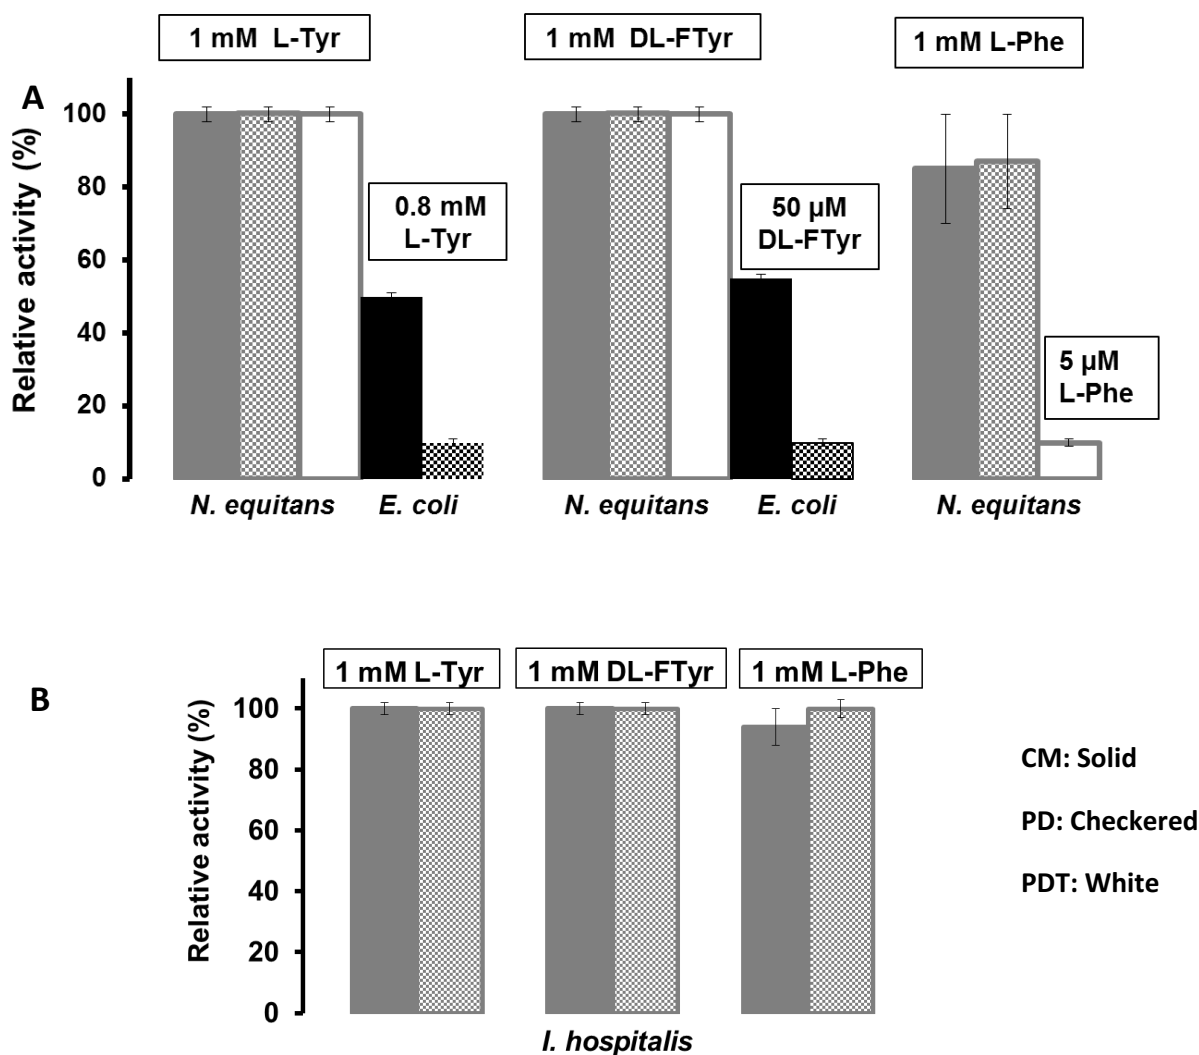 1 mM L-Tyr
1 mM DL-FTyr
1 mM L-Phe
A
Relative activity (%)
100
80
60
40
20
0
0.8 mM
L-Tyr
50 µM
DL-FTyr
5 µM
L-Phe
N. equitans
E. coli
N. equitans
E. coli
N. equitans
B
1 mM L-Tyr
1 mM DL-FTyr
1 mM L-Phe
Relative activity (%)
100
80
60
40
20
0
I. hospitalis
CM: Solid
PD: Checkered
PDT: White